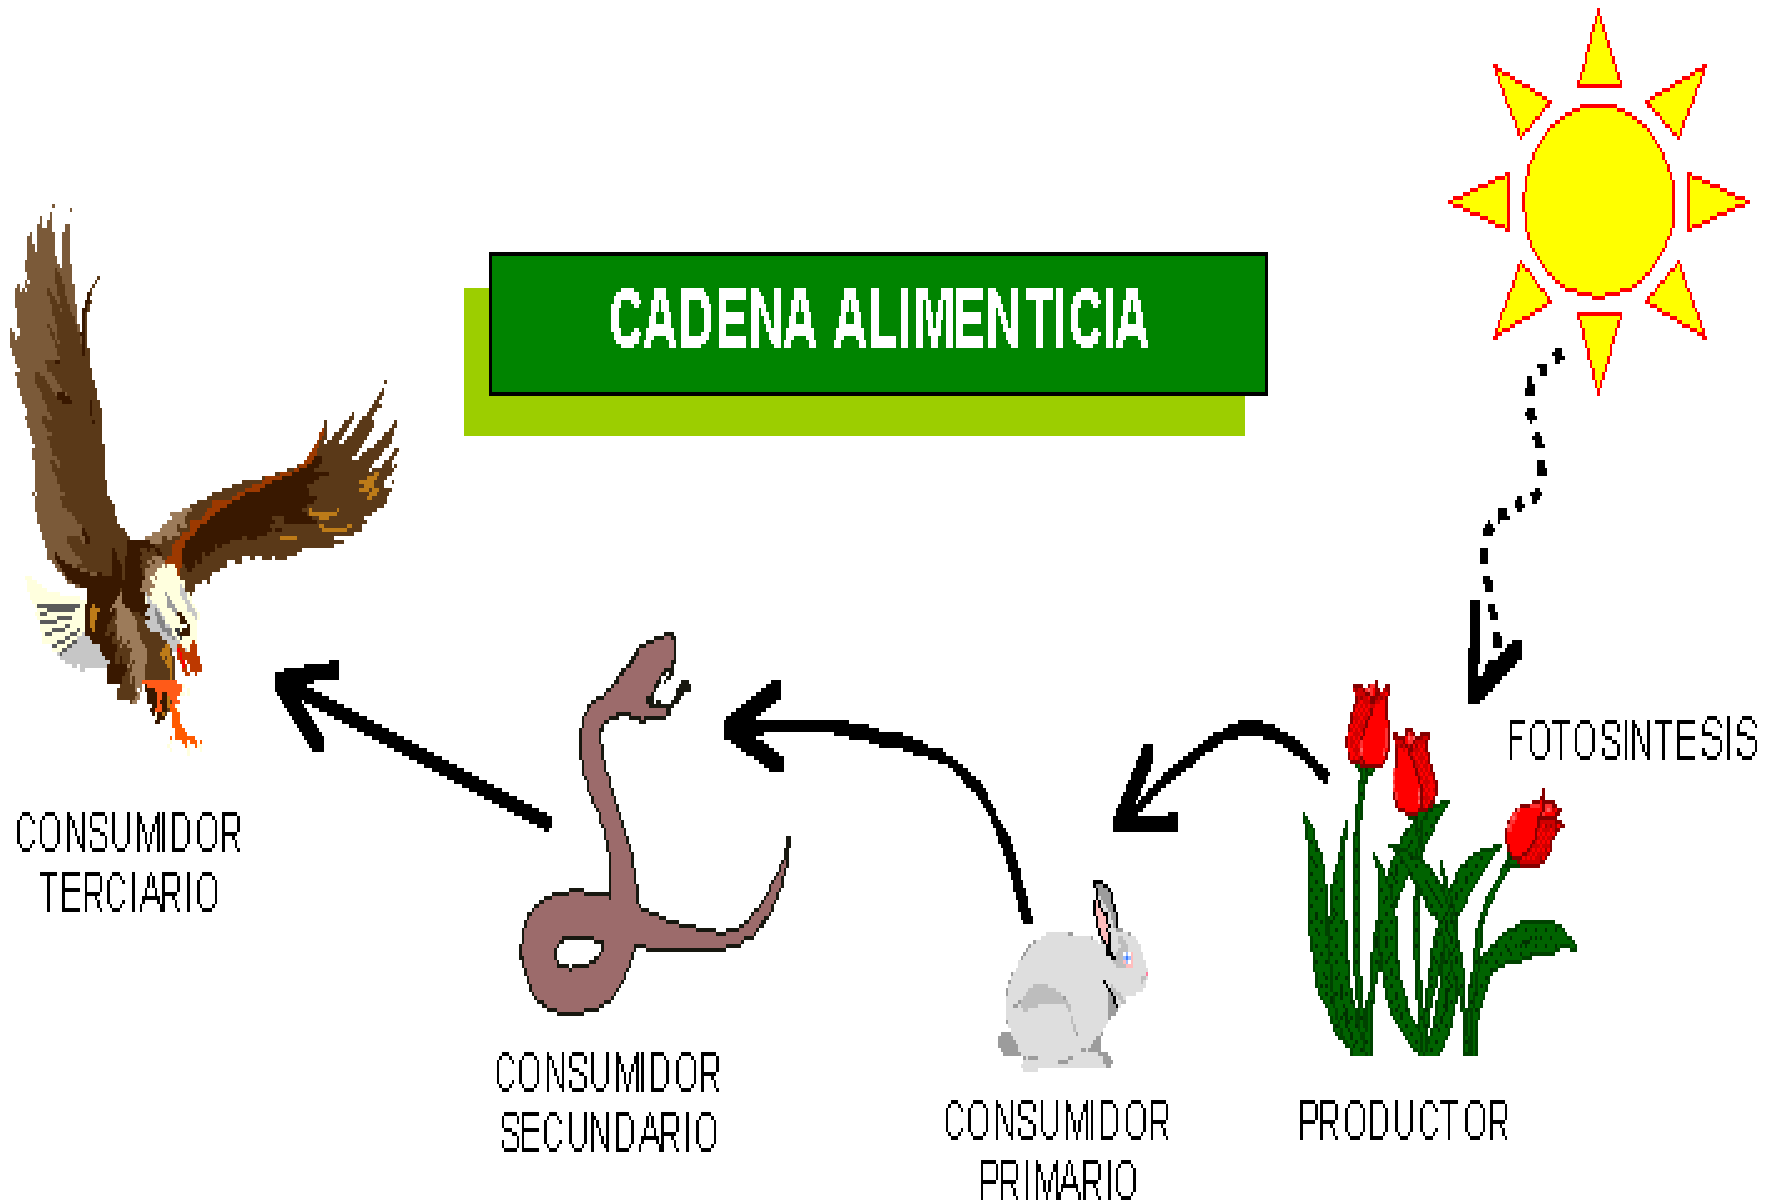 CADENA ALIMENTICIA
FOTOSINTESIS
CONSUMIDOR
TERCIARIO
CONSUMIDOR
SECUNDARIO
CONSUMIDOR
PRIMARIO
PRODUCTOR